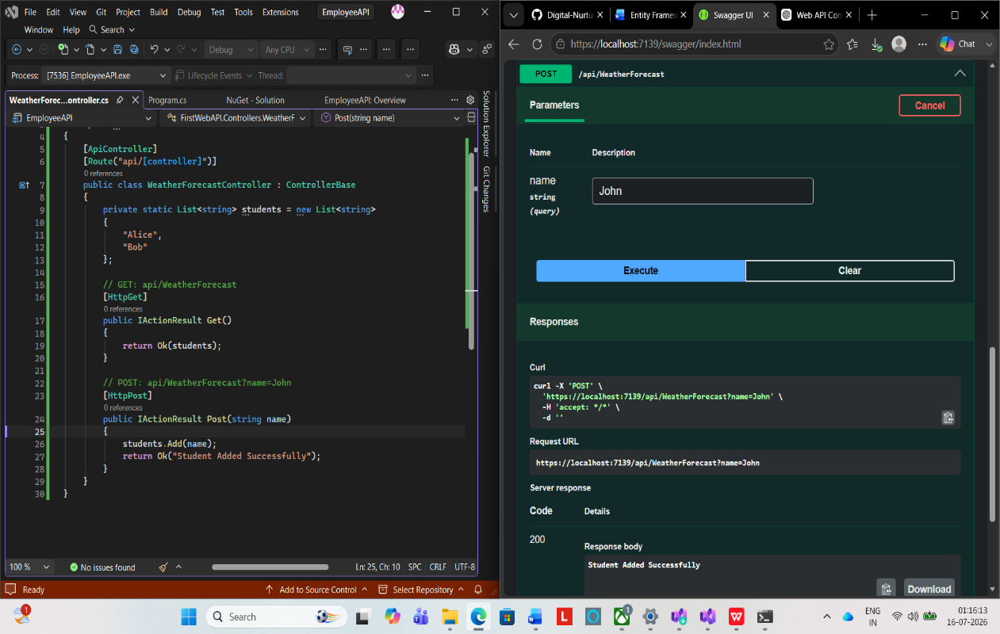 File Edit View Git Project Build Debug Test Tools Extensions EmployeeAPI
Window Help Search
Debug Any CPU
Process: [7536] EmployeeAPI.exe Lifecycle Events Thread:
WeatherForec...ontroller.cs Program.cs NuGet - Solution EmployeeAPI: Overview
EmployeeAPI FirstWebAPI.Controllers.WeatherF Post(string name)
4 {
5 [ApiController]
6 [Route("api/[controller]")]
0 references
7 public class WeatherForecastController : ControllerBase
8 {
9 private static List<string> students = new List<string>
10 {
11 "Alice",
12 "Bob"
13 };
14
15 // GET: api/WeatherForecast
16 [HttpGet]
0 references
17 public IActionResult Get()
18 {
19 return Ok(students);
20 }
21
22 // POST: api/WeatherForecast?name=John
23 [HttpPost]
0 references
24 public IActionResult Post(string name)
25 {
26 students.Add(name);
27 return Ok("Student Added Successfully");
28 }
29 }
30 }
100 % No issues found Ln: 25, Ch: 10 SPC CRLF UTF-8
Ready Add to Source Control Select Repository
Solution Explorer
Git Changes
Digital-Nurtu Entity Framew Swagger UI Web API Con
https://localhost:7139/swagger/index.html Chat
POST /api/WeatherForecast
Parameters Cancel
Name Description
name
string
(query)
John
Execute Clear
Responses
Curl
curl -X 'POST' \
'https://localhost:7139/api/WeatherForecast?name=John' \
-H 'accept: */*' \
-d ''
Request URL
https://localhost:7139/api/WeatherForecast?name=John
Server response
Code Details
200
Response body
Student Added Successfully
Download
1 Search 1 ENG
IN
01:16:13
16-07-2026